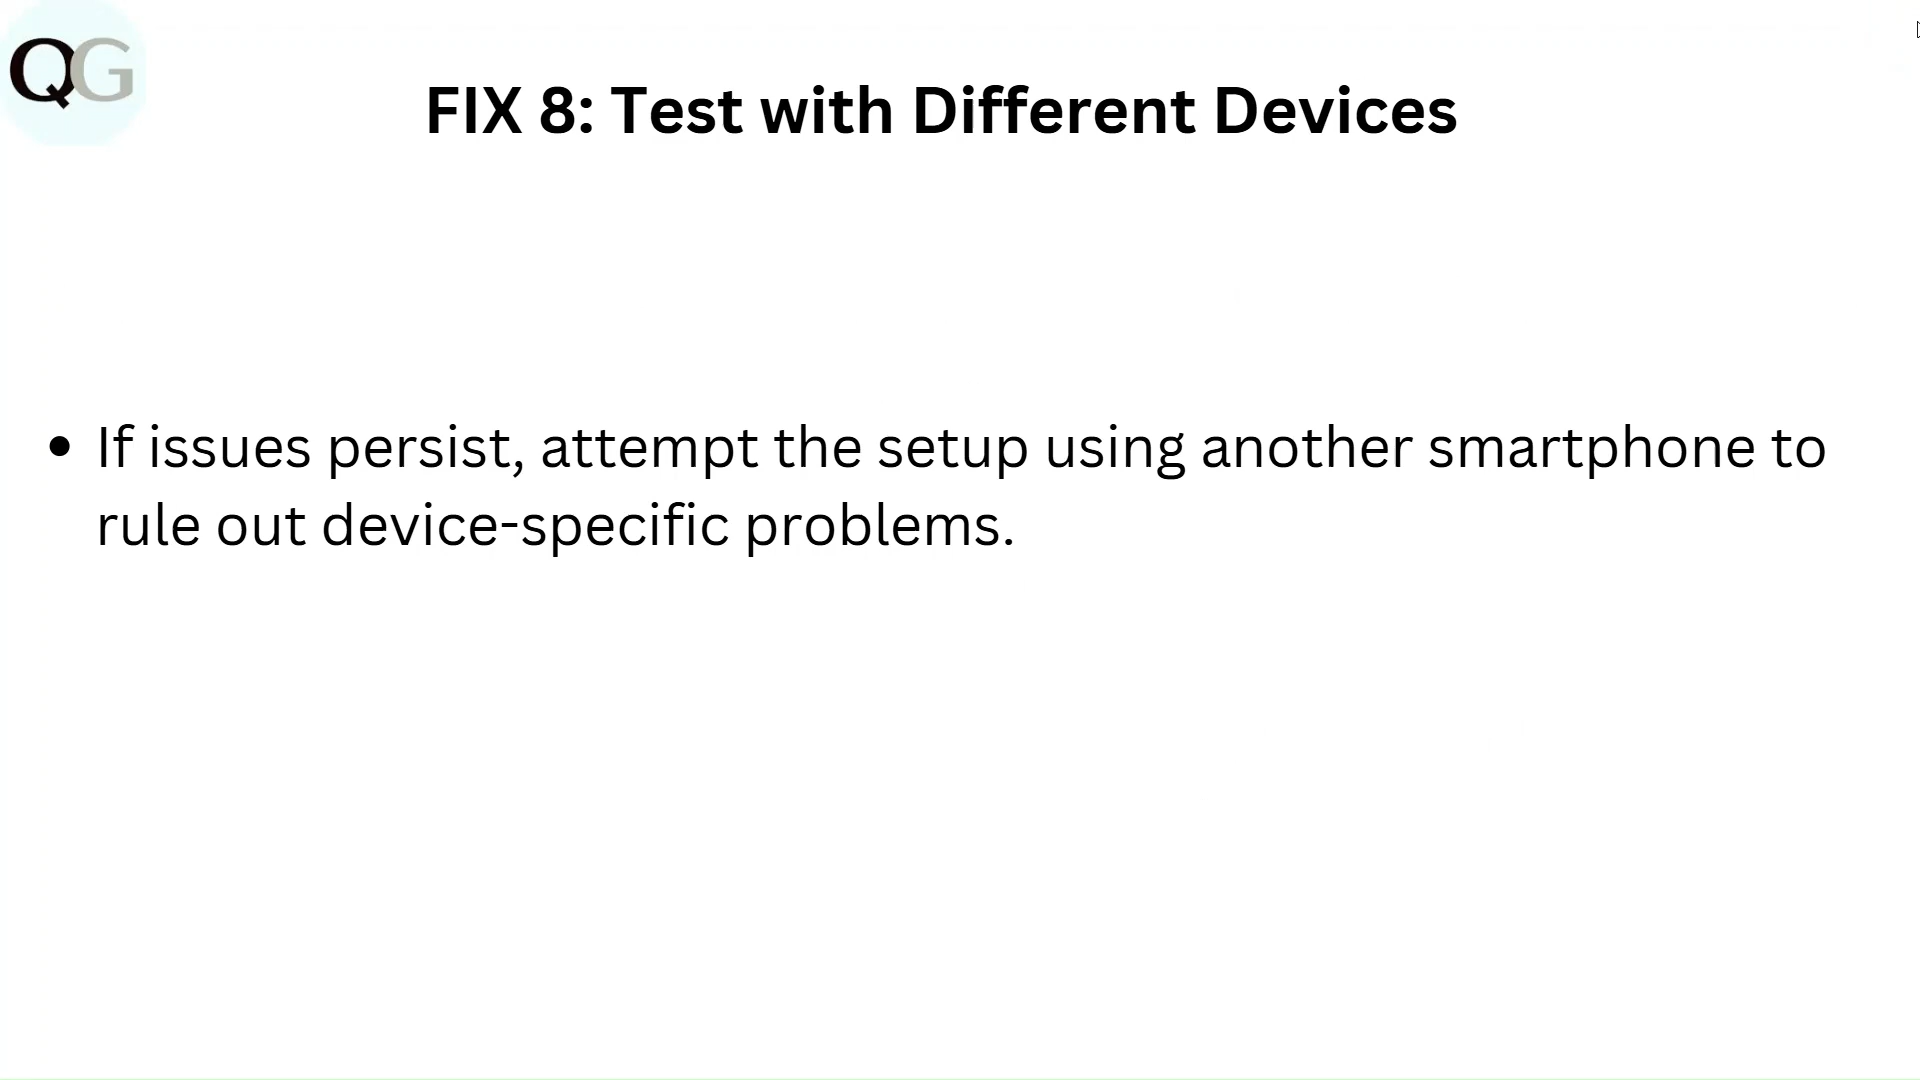 QG
FIX 8: Test with Different Devices
• If issues persist, attempt the setup using another smartphone to
rule out device-specific problems.